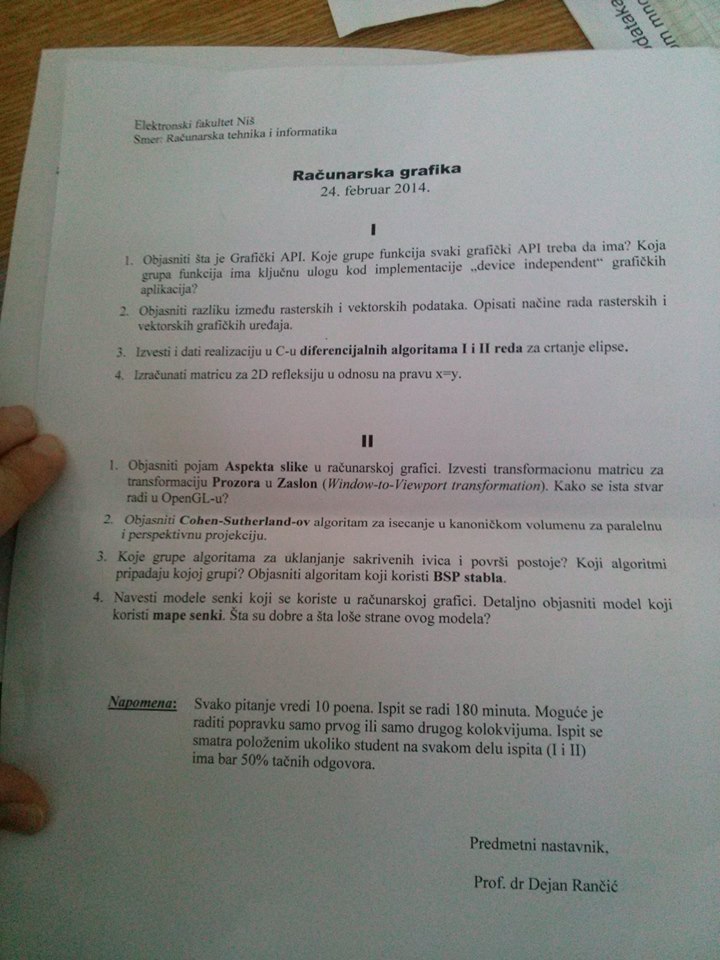 datakа
om mno
Elektronski fakultet Niš
Smer: Računarska tehnika i informatika
Računarska grafika
24. februar 2014.
I
1. Objasniti šta je Grafički API. Koje grupe funkcija svaki grafički API treba da ima? Koja
grupa funkcija ima ključnu ulogu kod implementacije „device independent“ grafičkih
aplikacija?
2. Objasniti razliku između rasterskih i vektorskih podataka. Opisati načine rada rasterskih i
vektorskih grafičkih uređaja.
3. Izvesti i dati realizaciju u C-u diferencijalnih algoritama I i II reda za crtanje elipse.
4. Izračunati matricu za 2D refleksiju u odnosu na pravu x=y.
II
1. Objasniti pojam Aspekta slike u računarskoj grafici. Izvesti transformacionu matricu za
transformaciju Prozora u Zaslon (Window-to-Viewport transformation). Kako se ista stvar
radi u OpenGL-u?
2. Objasniti Cohen-Sutherland-ov algoritam za isecanje u kanoničkom volumenu za paralelnu
i perspektivnu projekciju.
3. Koje grupe algoritama za uklanjanje sakrivenih ivica i površi postoje? Koji algoritmi
pripadaju kojoj grupi? Objasniti algoritam koji koristi BSP stabla.
4. Navesti modele senki koji se koriste u računarskoj grafici. Detaljno objasniti model koji
koristi mape senki. Šta su dobre a šta loše strane ovog modela?
Napomena: Svako pitanje vredi 10 poena. Ispit se radi 180 minuta. Moguće je
raditi popravku samo prvog ili samo drugog kolokvijuma. Ispit se
smatra položenim ukoliko student na svakom delu ispita (I i II)
ima bar 50% tačnih odgovora.
Predmetni nastavnik,
Prof. dr Dejan Rančić